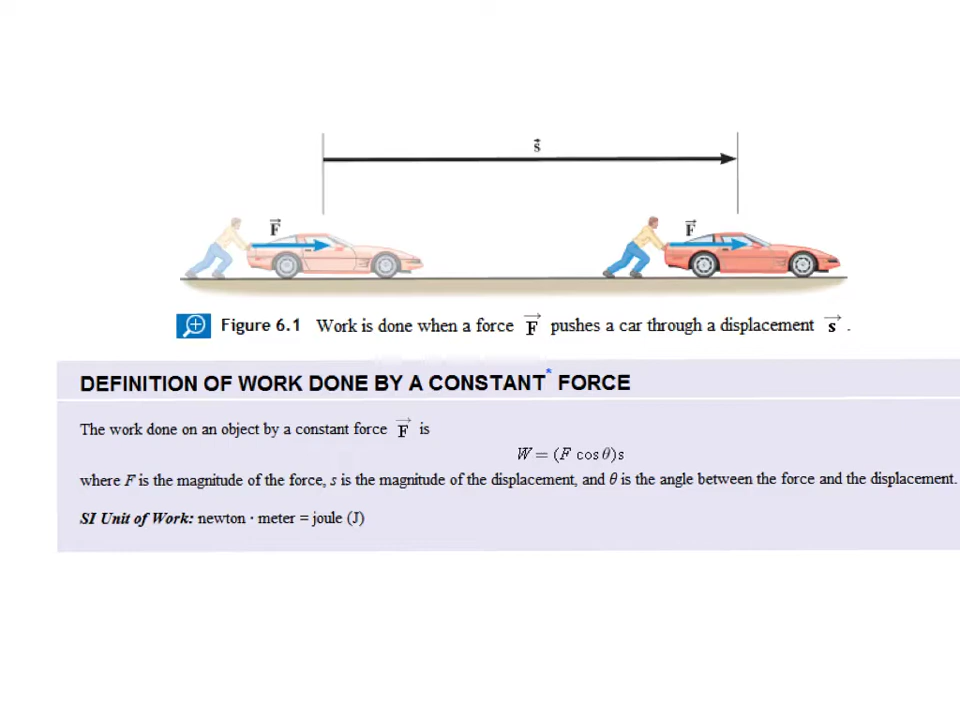 s
F
F
Figure 6.1 Work is done when a force F pushes a car through a displacement s .
DEFINITION OF WORK DONE BY A CONSTANT* FORCE
The work done on an object by a constant force F is
W = (F cos θ)s
where F is the magnitude of the force, s is the magnitude of the displacement, and θ is the angle between the force and the displacement.
SI Unit of Work: newton · meter = joule (J)